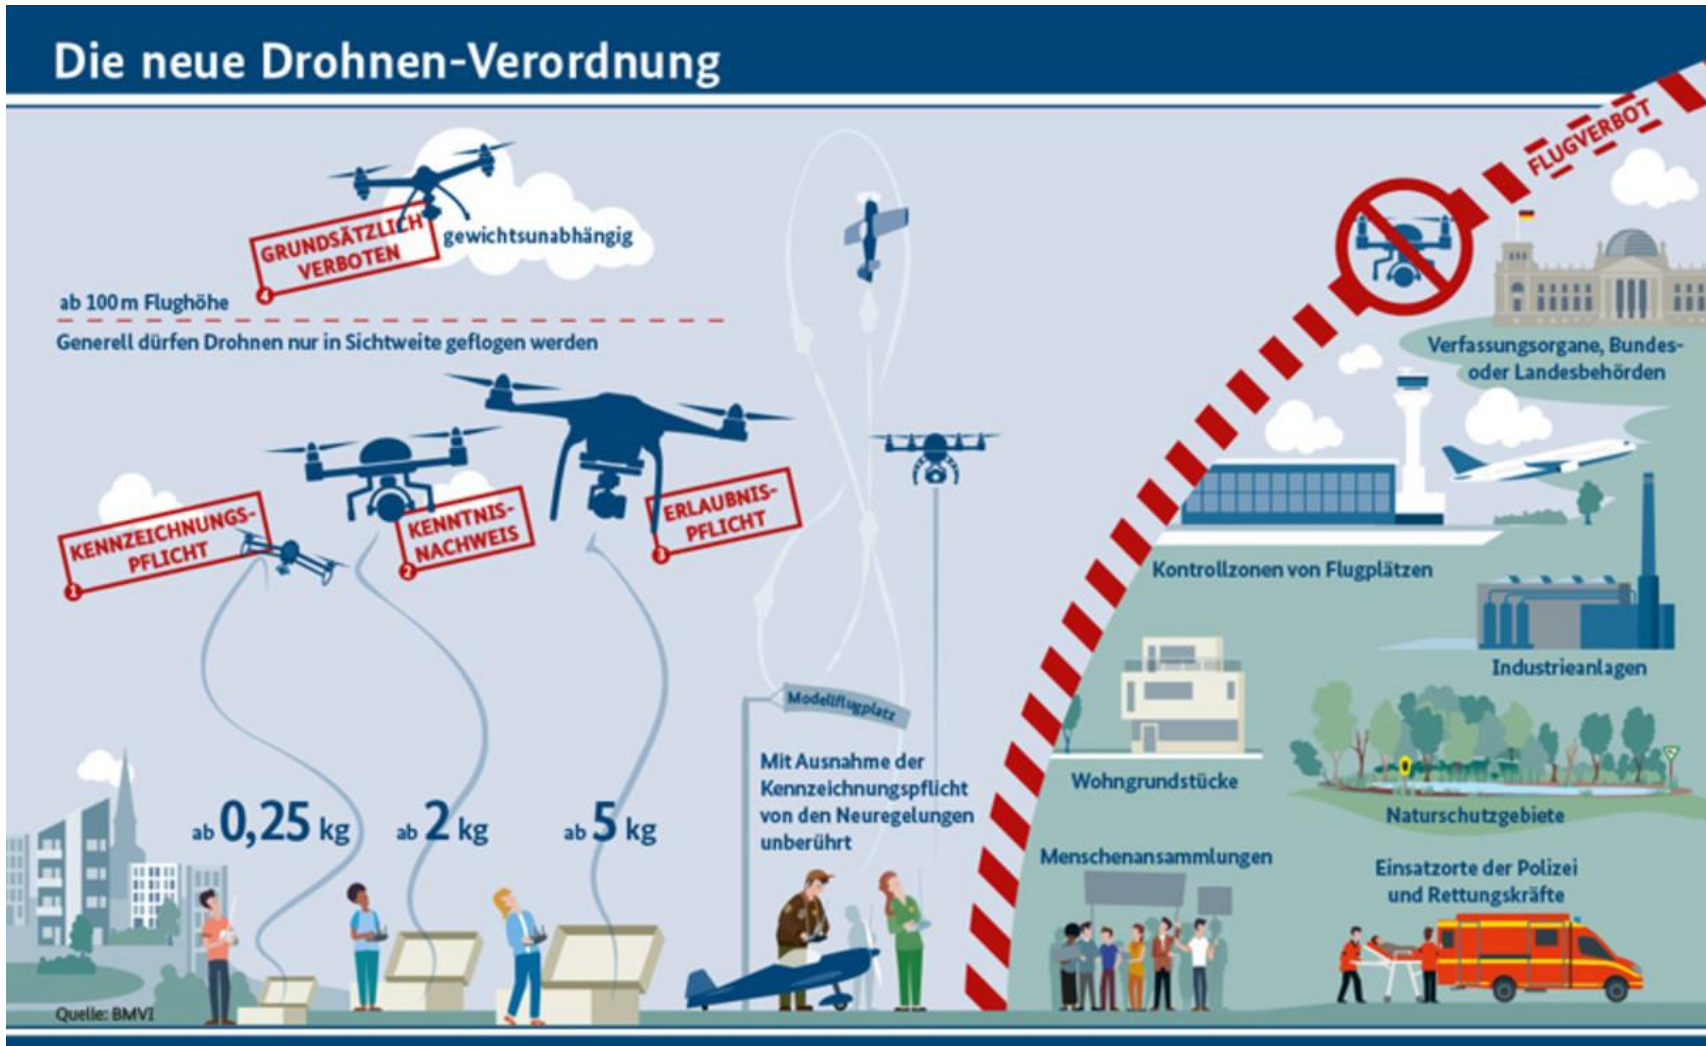 Die neue Drohnen-Verordnung
FLUGVERBOT
GRUNDSÄTZLICH
VERBOTEN
4
gewichtsunabhängig
ab 100 m Flughöhe
Generell dürfen Drohnen nur in Sichtweite geflogen werden
KENNZEICHNUNGS-
PFLICHT
1
KENNTNIS-
NACHWEIS
2
ERLAUBNIS-
PFLICHT
3
ab 0,25 kg
ab 2 kg
ab 5 kg
Modellflugplatz
Mit Ausnahme der
Kennzeichnungspflicht
von den Neuregelungen
unberührt
Verfassungsorgane, Bundes-
oder Landesbehörden
Kontrollzonen von Flugplätzen
Industrieanlagen
Wohngrundstücke
Naturschutzgebiete
Menschenansammlungen
Einsatzorte der Polizei
und Rettungskräfte
Quelle: BMVI